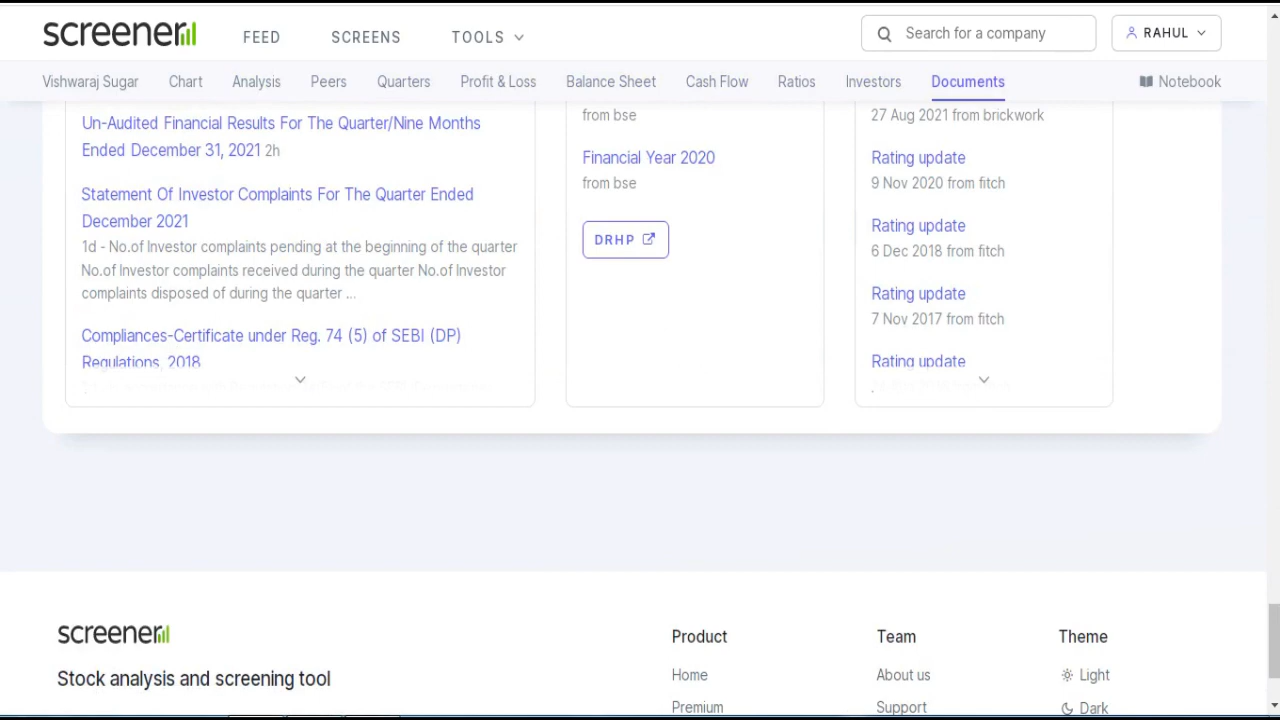 screener
FEED
SCREENS
TOOLS
Search for a company
RAHUL
Vishwaraj Sugar
Chart
Analysis
Peers
Quarters
Profit & Loss
Balance Sheet
Cash Flow
Ratios
Investors
Documents
Notebook
Un-Audited Financial Results For The Quarter/Nine Months
Ended December 31, 2021 2h
Statement Of Investor Complaints For The Quarter Ended
December 2021
1d - No.of Investor complaints pending at the beginning of the quarter
No.of Investor complaints received during the quarter No.of Investor
complaints disposed of during the quarter ...
Compliances-Certificate under Reg. 74 (5) of SEBI (DP)
Regulations, 2018
from bse
Financial Year 2020
from bse
DRHP
27 Aug 2021 from brickwork
Rating update
9 Nov 2020 from fitch
Rating update
6 Dec 2018 from fitch
Rating update
7 Nov 2017 from fitch
Rating update
screener
Stock analysis and screening tool
Product
Home
Premium
Team
About us
Support
Theme
Light
Dark